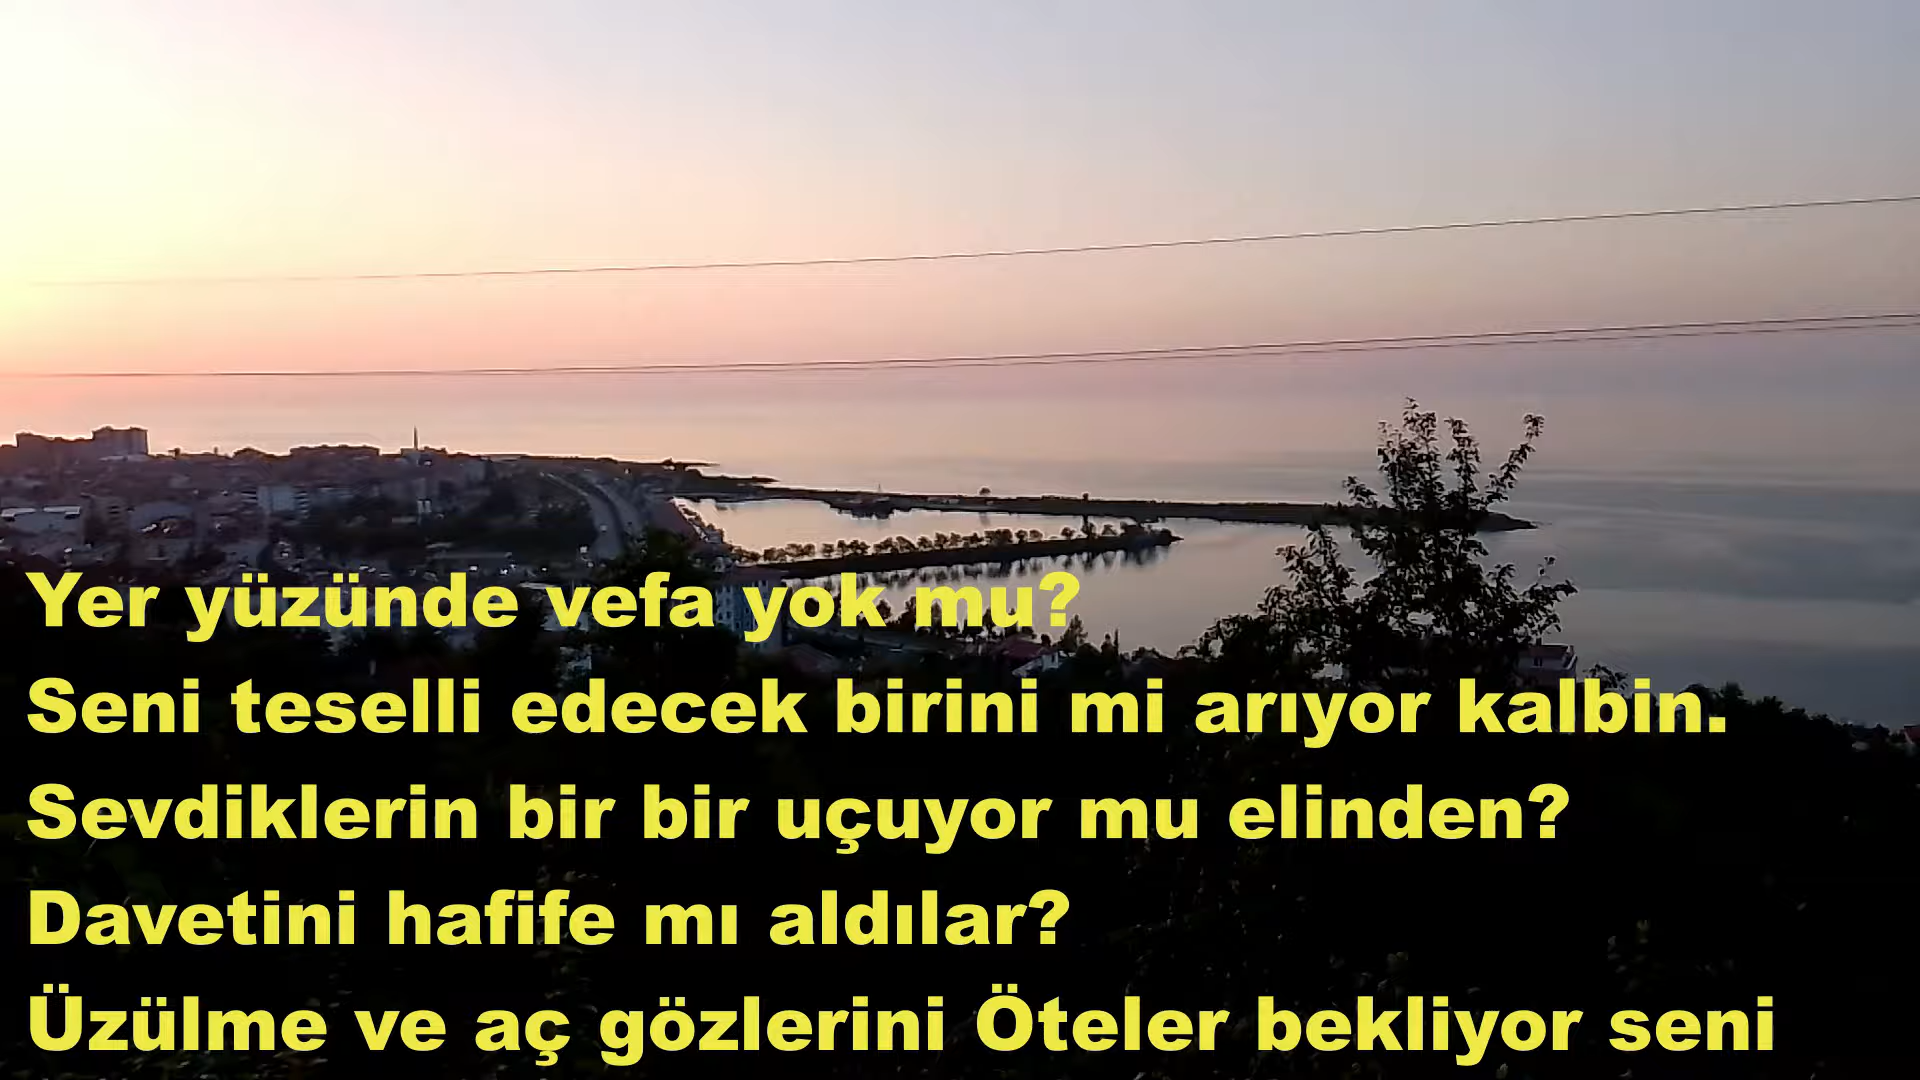 Yer yüzünde vefa yok mu?
Seni teselli edecek birini mi arıyor kalbin.
Sevdiklerin bir bir uçuyor mu elinden?
Davetini hafife mı aldılar?
Üzülme ve aç gözlerini Öteler bekliyor seni